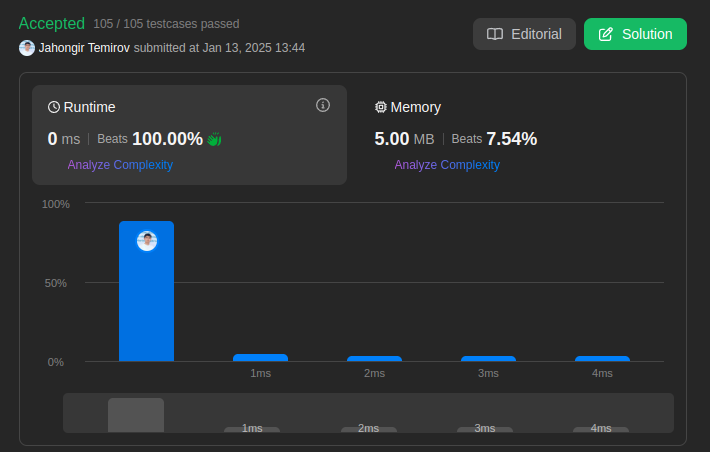 Accepted 105 / 105 testcases passed
Jahongir Temirov submitted at Jan 13, 2025 13:44
Editorial
Solution
Runtime
0 ms Beats 100.00%
Analyze Complexity
Memory
5.00 MB Beats 7.54%
Analyze Complexity
100%
50%
0%
1ms 2ms 3ms 4ms
1ms 2ms 3ms 4ms